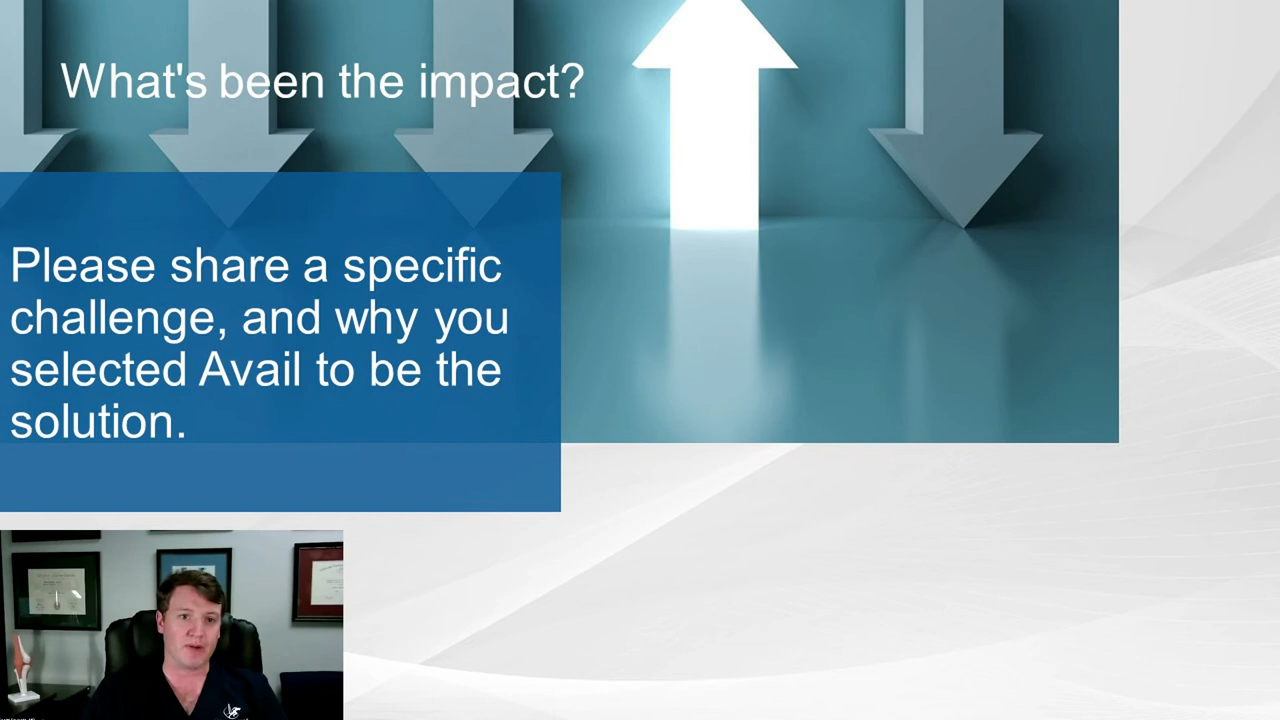 What's been the impact?
Please share a specific
challenge, and why you
selected Avail to be the
solution.